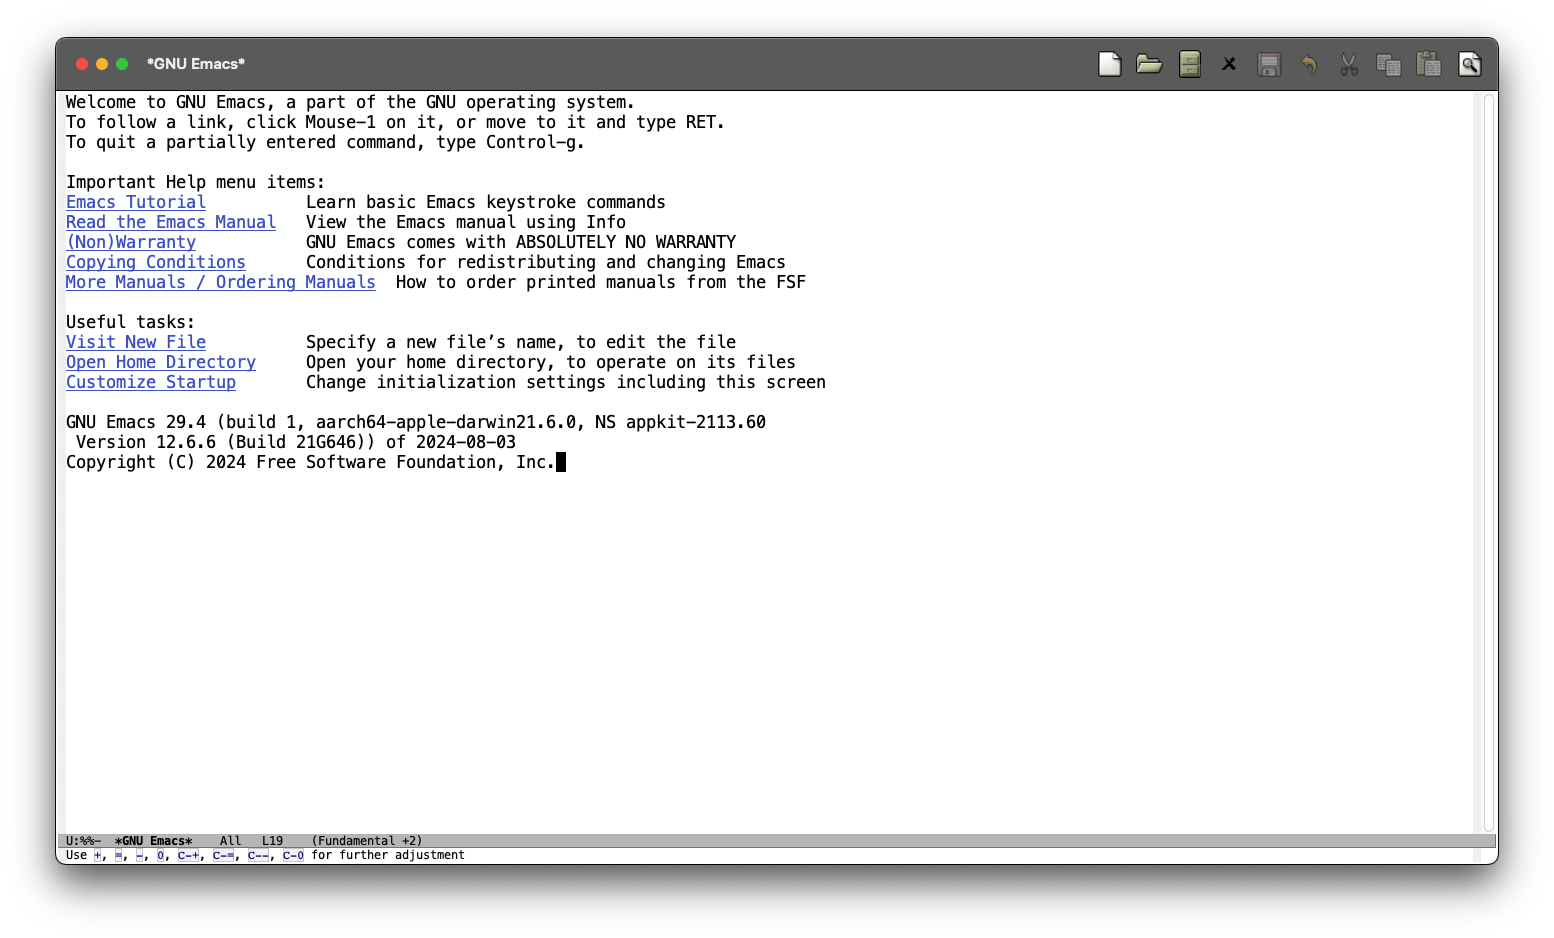 *GNU Emacs*
Welcome to GNU Emacs, a part of the GNU operating system.
To follow a link, click Mouse-1 on it, or move to it and type RET.
To quit a partially entered command, type Control-g.
Important Help menu items:
Emacs Tutorial Learn basic Emacs keystroke commands
Read the Emacs Manual View the Emacs manual using Info
(Non)Warranty GNU Emacs comes with ABSOLUTELY NO WARRANTY
Copying Conditions Conditions for redistributing and changing Emacs
More Manuals / Ordering Manuals How to order printed manuals from the FSF
Useful tasks:
Visit New File Specify a new file’s name, to edit the file
Open Home Directory Open your home directory, to operate on its files
Customize Startup Change initialization settings including this screen
GNU Emacs 29.4 (build 1, aarch64-apple-darwin21.6.0, NS appkit-2113.60
Version 12.6.6 (Build 21G646)) of 2024-08-03
Copyright (C) 2024 Free Software Foundation, Inc.
U:%%- *GNU Emacs* All L19 (Fundamental +2)
Use +, =, -, 0, C-+, C-=, C--, C-0 for further adjustment